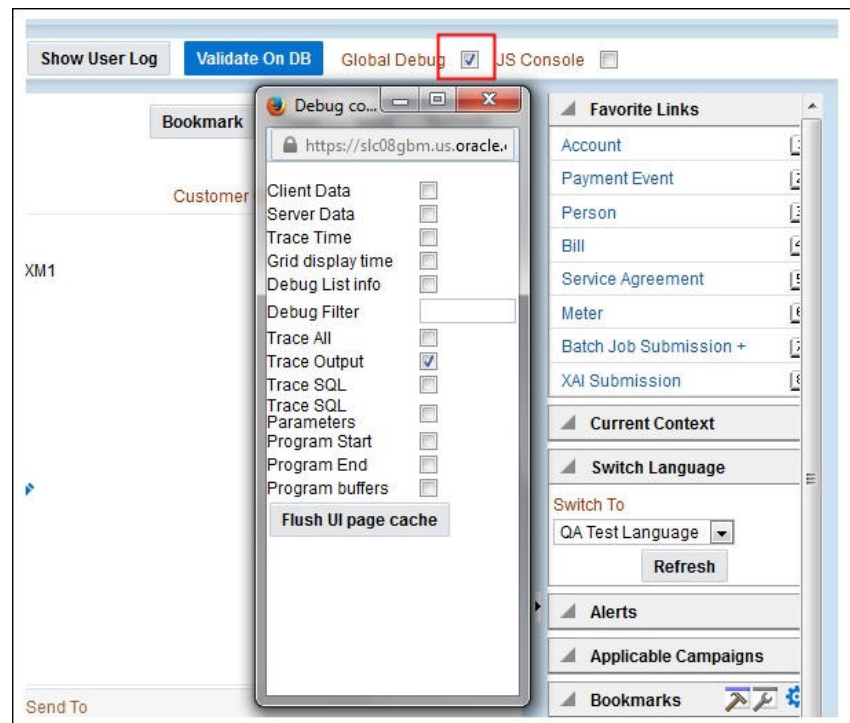 Show User Log Validate On DB Global Debug JS Console
Bookmark
Customer
XM1
Send To
Debug co...
https://slc08gbm.us.oracle.
Client Data
Server Data
Trace Time
Grid display time
Debug List info
Debug Filter
Trace All
Trace Output
Trace SQL
Trace SQL
Parameters
Program Start
Program End
Program buffers
Flush UI page cache
Favorite Links
Account
Payment Event
Person
Bill
Service Agreement
Meter
Batch Job Submission +
XAI Submission
Current Context
Switch Language
Switch To
QA Test Language
Refresh
Alerts
Applicable Campaigns
Bookmarks